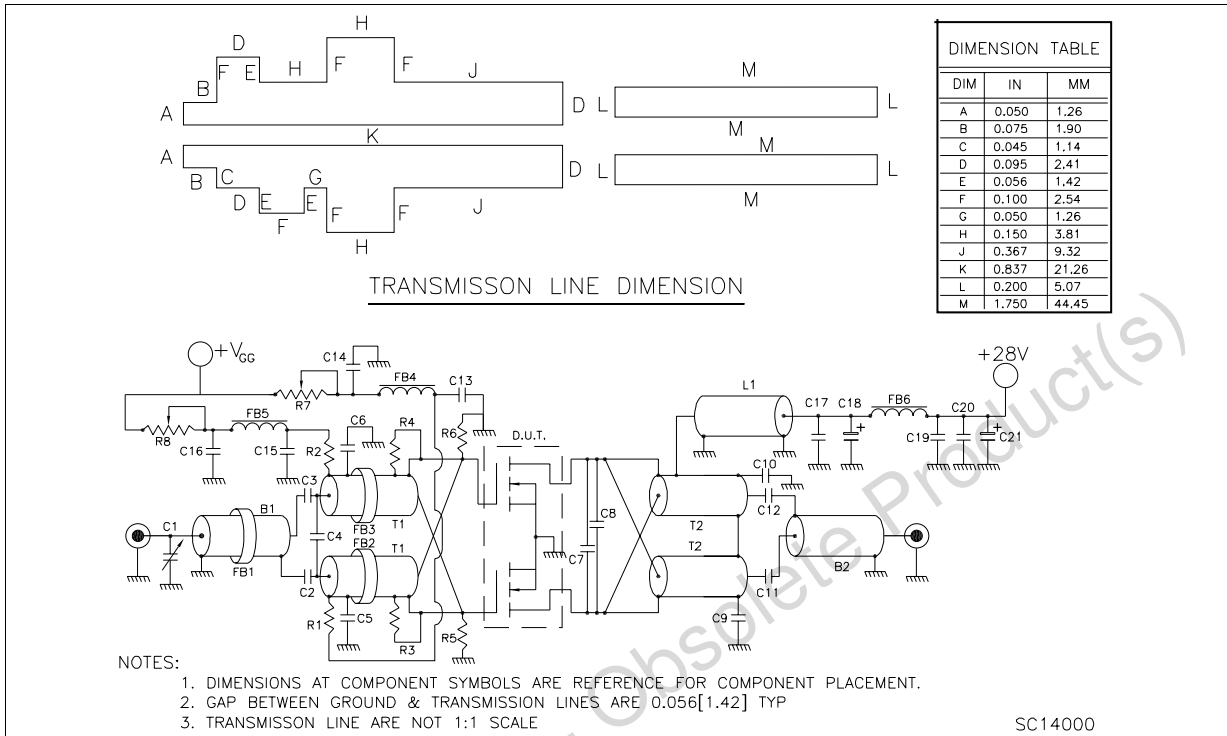 H
D
F E H F F J
B
A D
K
A D
B C G
D E E F F J
F
H
M
L L
M
M
L L
M
DIMENSION TABLE
DIM IN MM
A 0.050 1.26
B 0.075 1.90
C 0.045 1.14
D 0.095 2.41
E 0.056 1.42
F 0.100 2.54
G 0.050 1.26
H 0.150 3.81
J 0.367 9.32
K 0.837 21.26
L 0.200 5.07
M 1.750 44.45
TRANSMISSON LINE DIMENSION
+VGG
C14
FB4
C13
R7
R8
FB5
C16
C15
R2
C6
R4
R6
D.U.T.
L1
C17 C18
FB6
+28V
C20
+
+
C19
C21
C3
B1
C1
FB1
C4
FB3 T1
FB2 T1
C2
R1
C5
R3
R5
C8
C7
C10
C12
T2
T2
B2
C11
C9
NOTES:
1. DIMENSIONS AT COMPONENT SYMBOLS ARE REFERENCE FOR COMPONENT PLACEMENT.
2. GAP BETWEEN GROUND & TRANSMISSION LINES ARE 0.056[1.42] TYP
3. TRANSMISSON LINE ARE NOT 1:1 SCALE
SC14000
Obsolete Product(s)